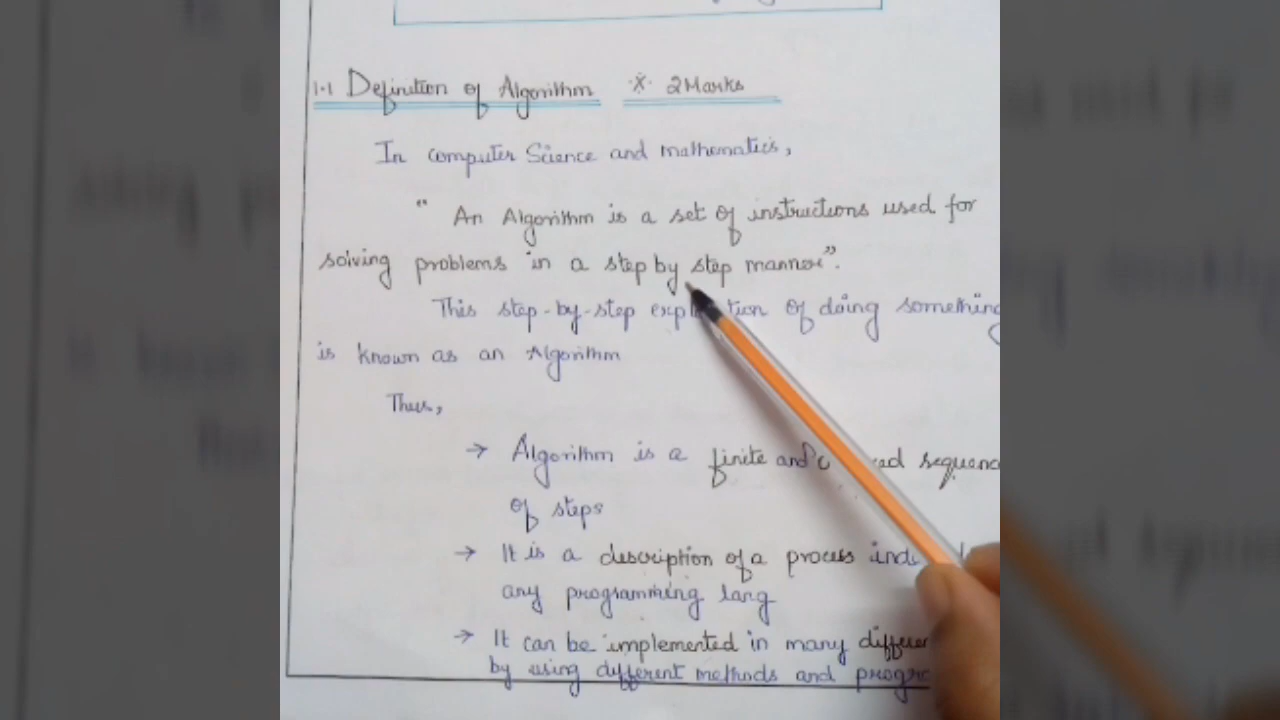 1.1 Definition of Algorithm * 2 Marks
In computer Science and mathematics,
" An Algorithm is a set of instructions used for
solving problems in a step by step manner".
This step-by-step of doing something
is known as an Algorithm
Thus,
→ Algorithm is a finite and sequenc
of steps
→ It is a description of a process
any programming lang
→ It can be implemented in many
by using different methods and